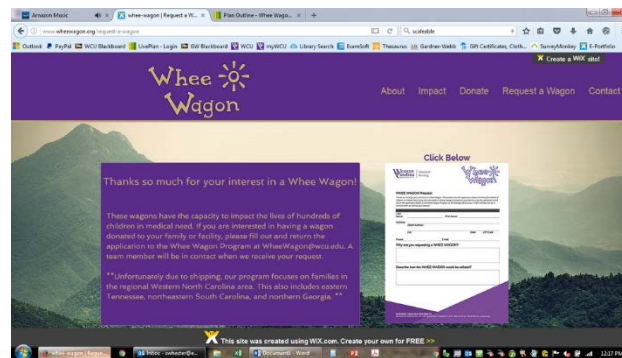 Amazon Music
whee-wagon | Request a W...
Plan Outline - Whee Wago...
www.wheewagon.org/request-a-wagon
Search
Outlook PayPal WCU Blackboard LivePlan - Login GW Blackboard WCU myWCU Library Search ExamSoft Thesaurus Gardner-Webb Gift Certificates, Cloth... SurveyMonkey E-Portfolio
Create a WiX site!
Whee
Wagon
About Impact Donate Request a Wagon Contact
Click Below
Thanks so much for your interest in a Whee Wagon!
These wagons have the capacity to impact the lives of hundreds of
children in medical need. If you are interested in having a wagon
donated to your family or facility, please fill out and return the
application to the Whee Wagon Program at WheeWagon@wcu.edu. A
team member will be in contact when we receive your request.
**Unfortunately due to shipping, our program focuses on families in
the regional Western North Carolina area. This also includes eastern
Tennessee, northeastern South Carolina, and northern Georgia. **
Western
Carolina
Whee
Wagon
WHEE WAGON Request
Why are you requesting a WHEE WAGON?
Describe how the WHEE WAGON would be utilized?
This site was created using WiX.com. Create your own for FREE >>
whee-wagon | Reque...
Document1 - Word
12:17 PM